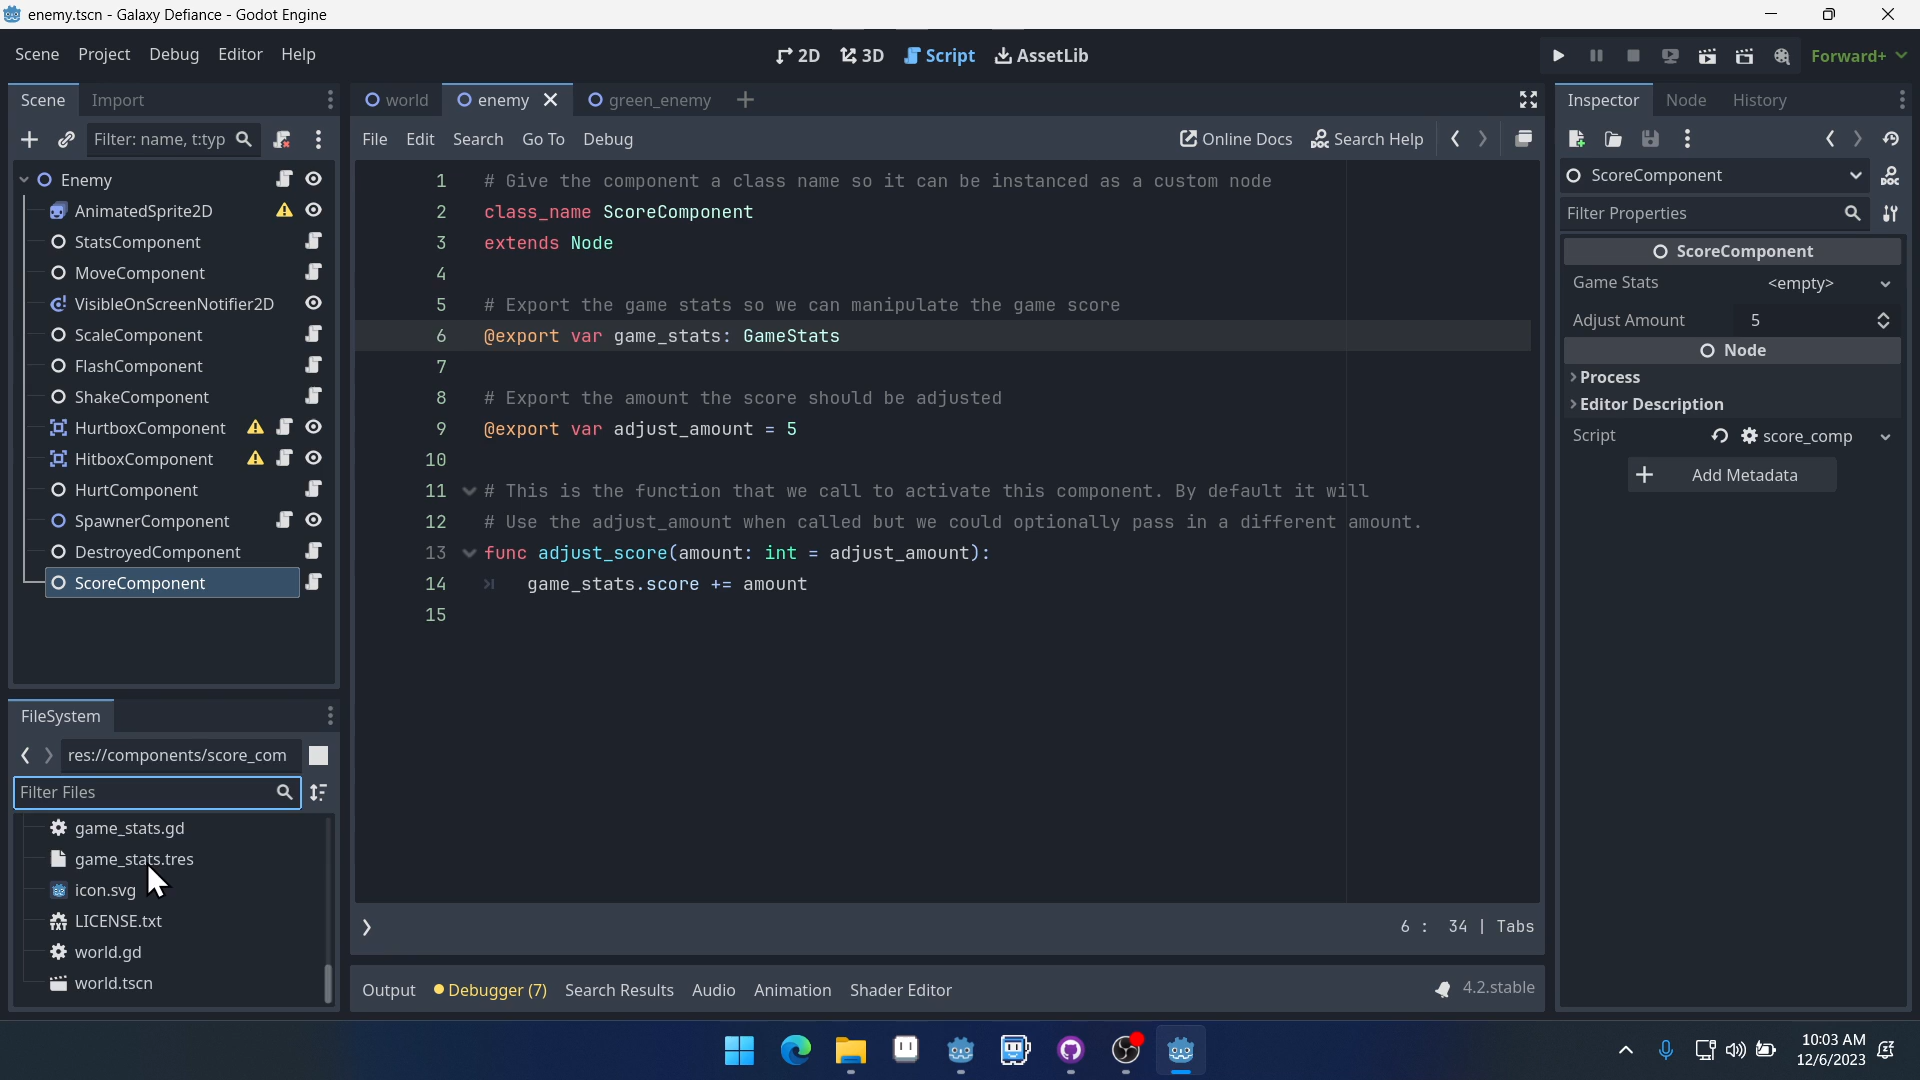 enemy.tscn - Galaxy Defiance - Godot Engine
Scene Project Debug Editor Help
2D 3D Script AssetLib
Forward+
Scene Import
Filter: name, t:typ
Enemy
AnimatedSprite2D
StatsComponent
MoveComponent
VisibleOnScreenNotifier2D
ScaleComponent
FlashComponent
ShakeComponent
HurtboxComponent
HitboxComponent
HurtComponent
SpawnerComponent
DestroyedComponent
ScoreComponent
FileSystem
res://components/score_com
Filter Files
game_stats.gd
game_stats.tres
icon.svg
LICENSE.txt
world.gd
world.tscn
world enemy green_enemy
File Edit Search Go To Debug Online Docs Search Help
1 # Give the component a class name so it can be instanced as a custom node
2 class_name ScoreComponent
3 extends Node
4
5 # Export the game stats so we can manipulate the game score
6 @export var game_stats: GameStats
7
8 # Export the amount the score should be adjusted
9 @export var adjust_amount = 5
10
11 # This is the function that we call to activate this component. By default it will
12 # Use the adjust_amount when called but we could optionally pass in a different amount.
13 func adjust_score(amount: int = adjust_amount):
14 game_stats.score += amount
15
6 : 34 | Tabs
Output Debugger (7) Search Results Audio Animation Shader Editor 4.2.stable
Inspector Node History
ScoreComponent
Filter Properties
ScoreComponent
Game Stats <empty>
Adjust Amount 5
Node
Process
Editor Description
Script score_comp
Add Metadata
10:03 AM
12/6/2023